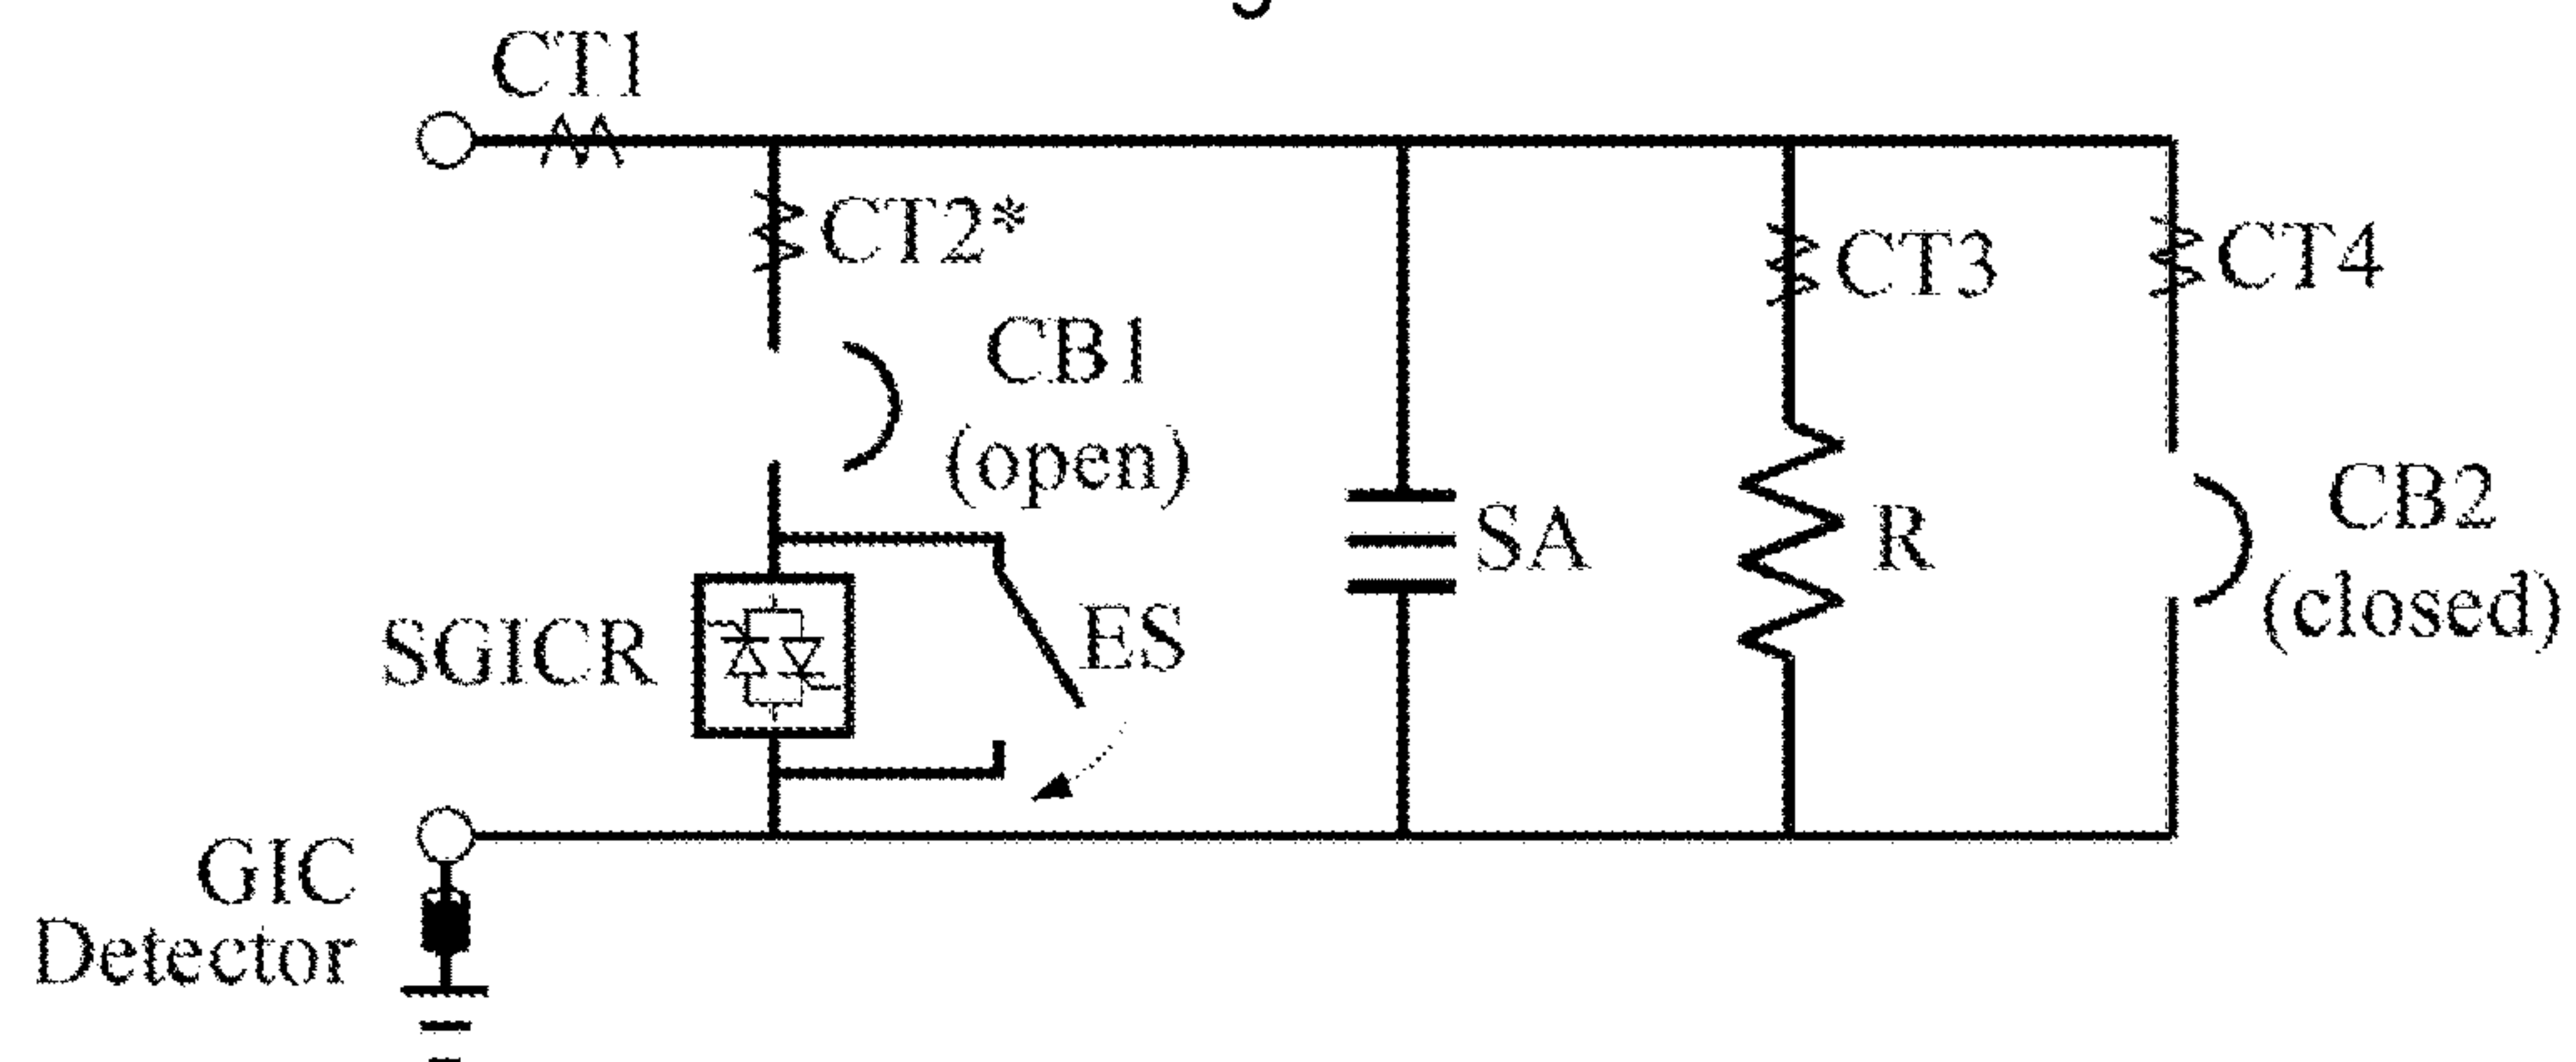 CT1
CT2*
CT3
CT4
CB1
(open)
CB2
(closed)
SA
R
SGICR
ES
GIC
Detector